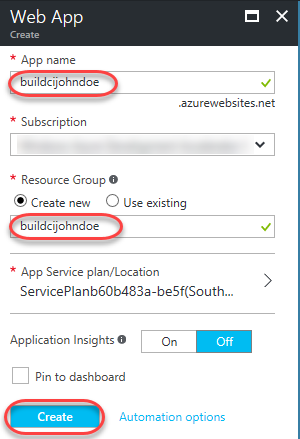 Web App
Create
* App name
buildcijohndoe
.azurewebsites.net
* Subscription
* Resource Group
Create new Use existing
buildcijohndoe
* App Service plan/Location
ServicePlanb60b483a-be5f(South...
Application Insights On Off
Pin to dashboard
Create Automation options